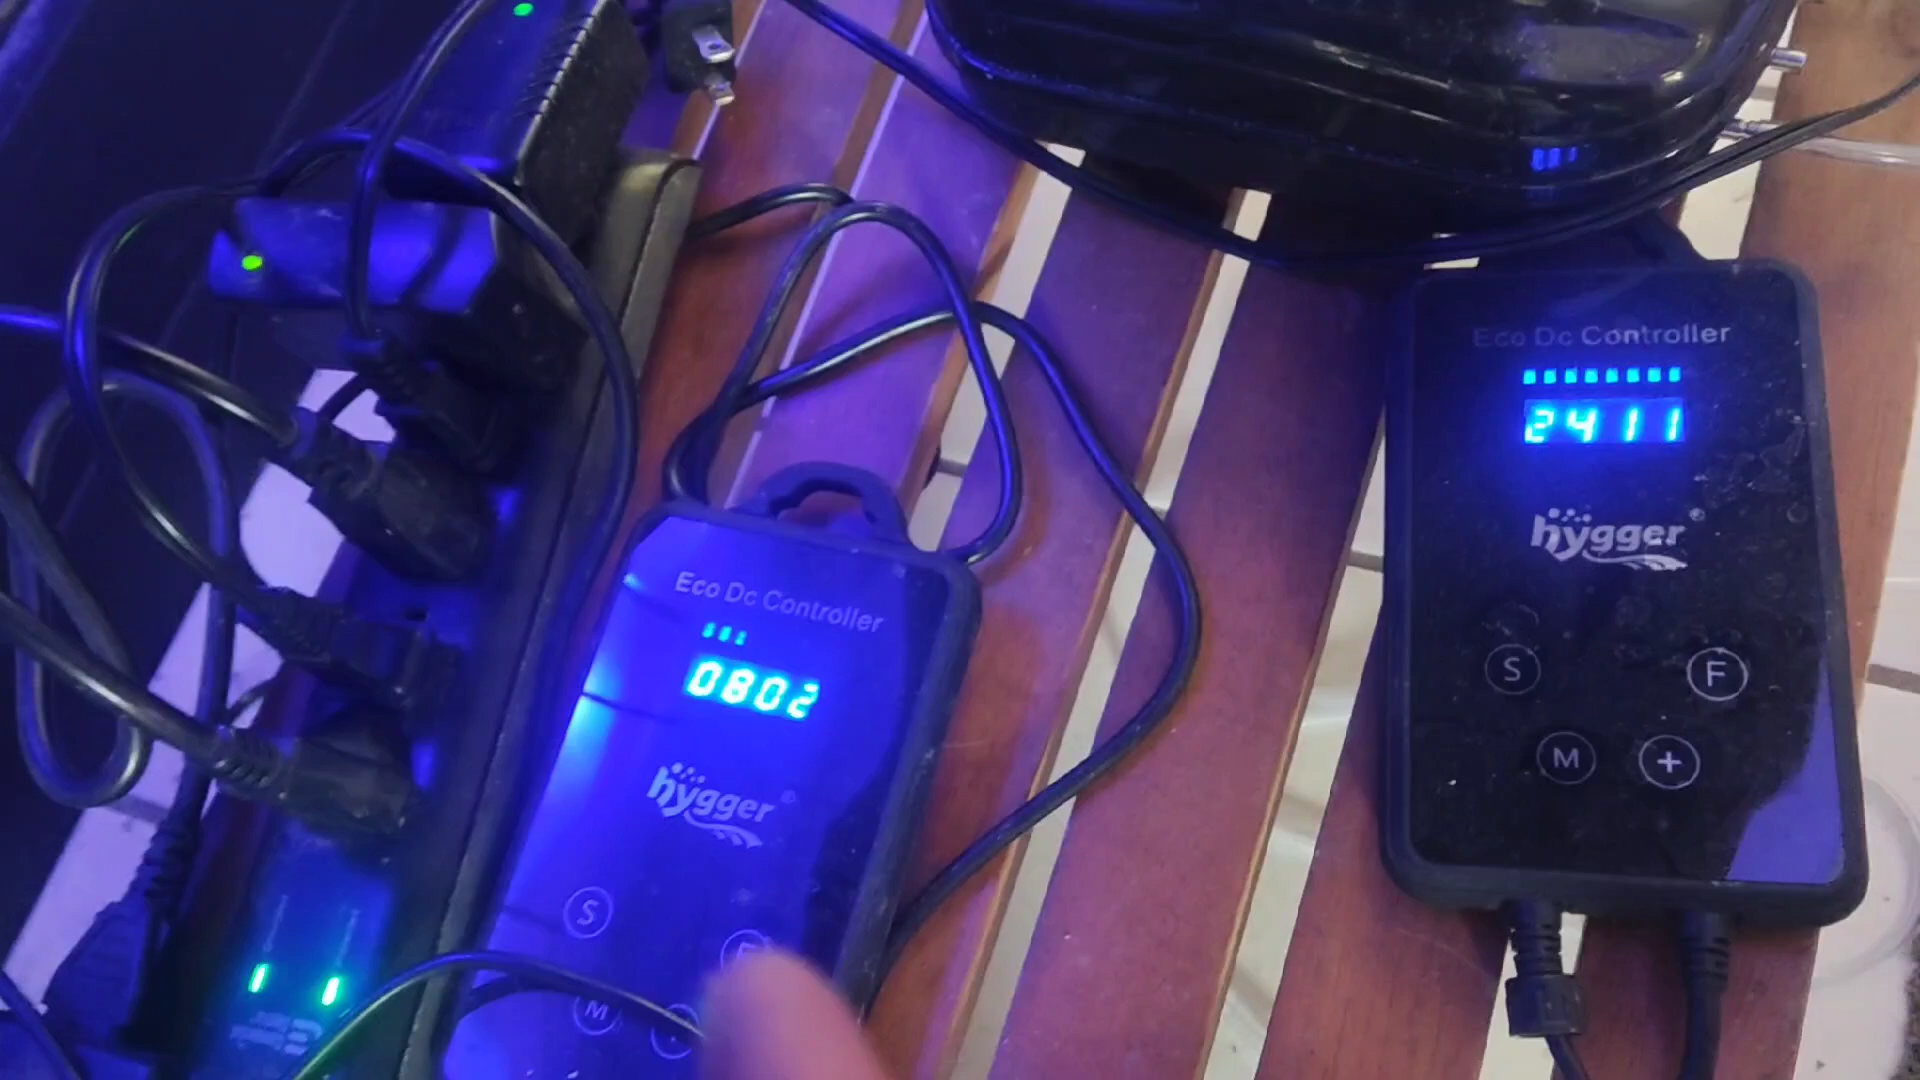 Eco Dc Controller
0802
hygger®
S
M
Eco Dc Controller
2411
hygger®
S
F
M
+